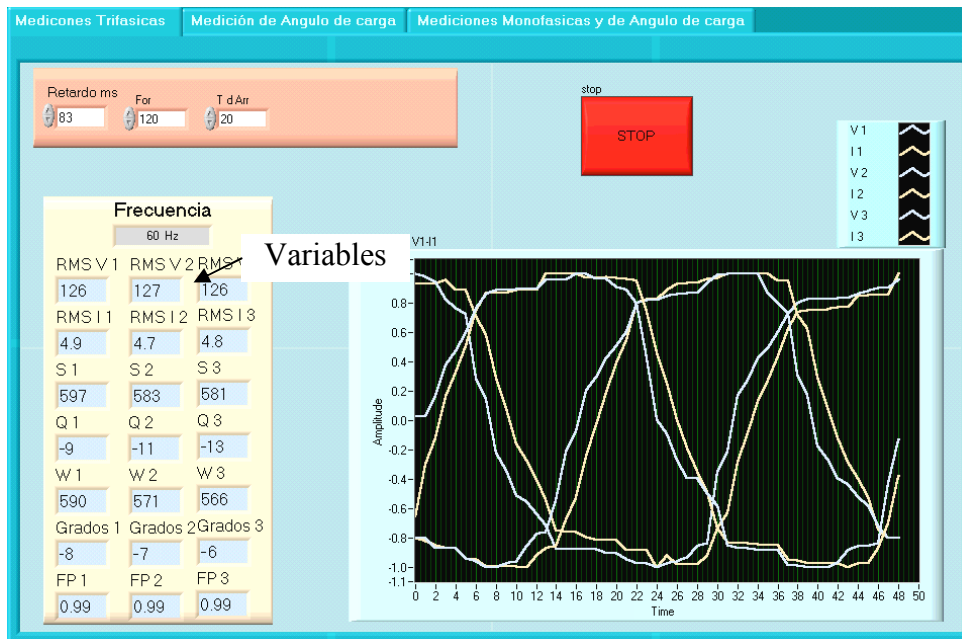 Medicones Trifasicas
Medición de Angulo de carga
Mediciones Monofasicas y de Angulo de carga
Retardo ms For T d Arr
83 120 20
stop
STOP
V 1
I 1
V 2
I 2
V 3
I 3
Frecuencia
60 Hz
Variables
RMS V 1 RMS V 2 RMS
126 127 126
RMS I 1 RMS I 2 RMS I 3
4.9 4.7 4.8
S 1 S 2 S 3
597 583 581
Q 1 Q 2 Q 3
-9 -11 -13
W 1 W 2 W 3
590 571 566
Grados 1 Grados 2 Grados 3
-8 -7 -6
FP 1 FP 2 FP 3
0.99 0.99 0.99
V1-I1
0.8
0.6
0.4
0.2
0.0
-0.2
-0.4
-0.6
-0.8
-1.0
-1.1
Amplitude
0 2 4 6 8 10 12 14 16 18 20 22 24 26 28 30 32 34 36 38 40 42 44 46 48 50
Time